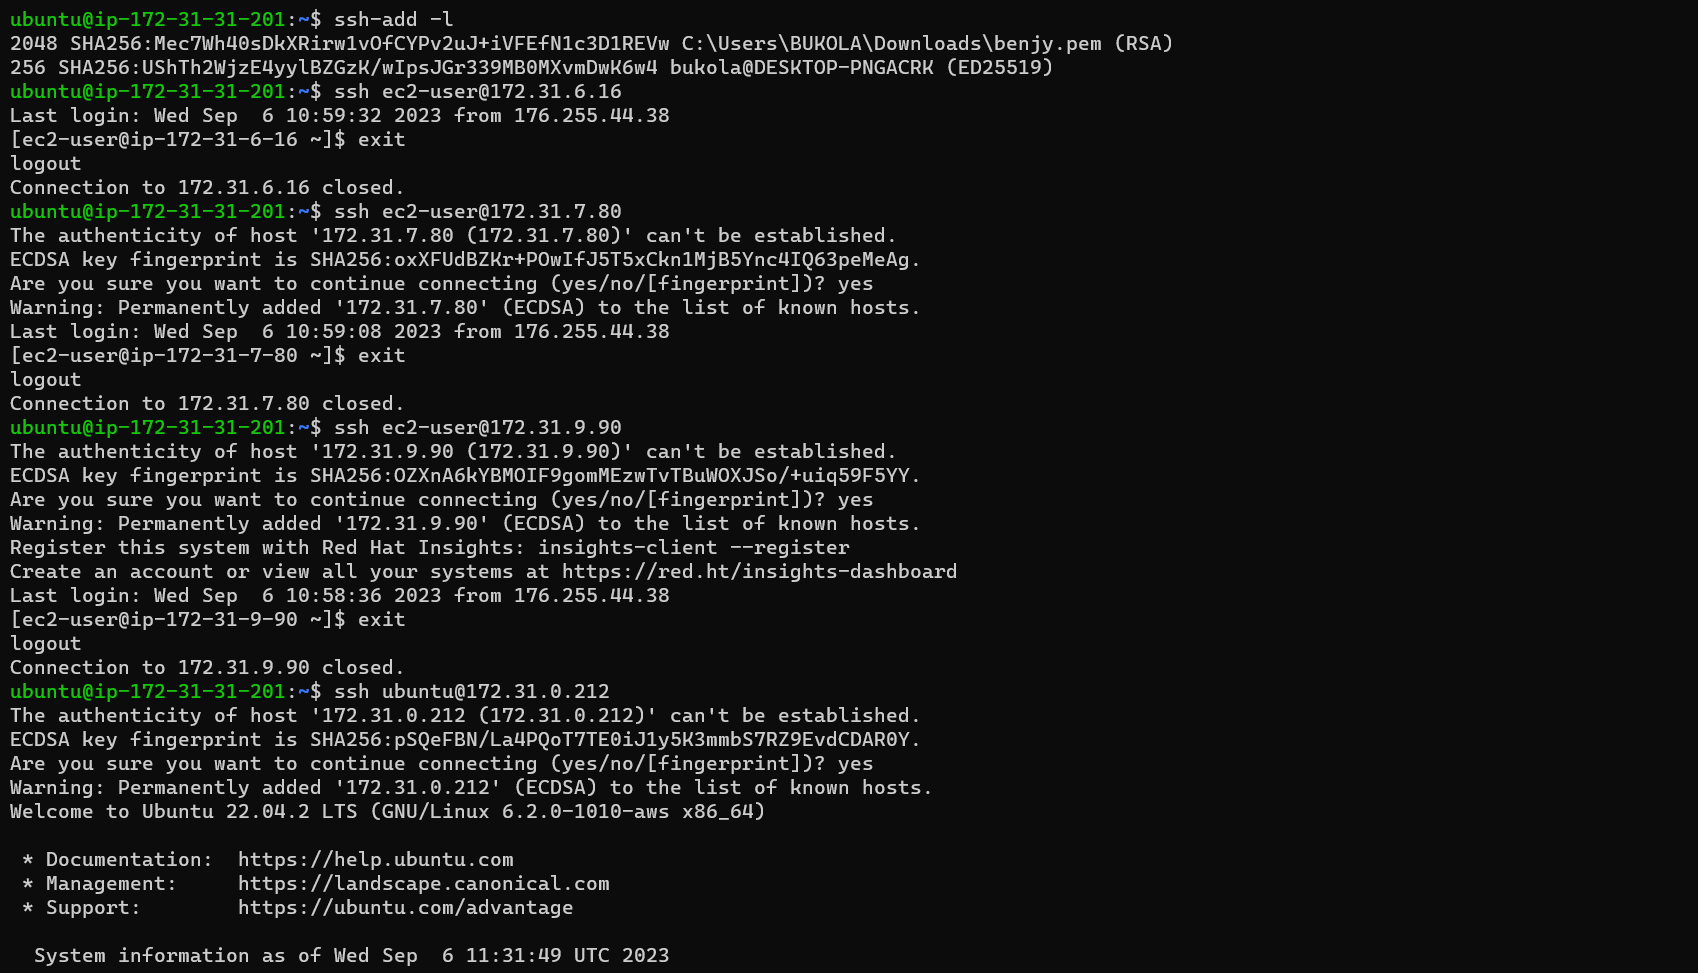 ubuntu@ip-172-31-31-201:~$ ssh-add -l
2048 SHA256:Mec7Wh40sDkXRirw1vOfCYPv2uJ+iVFEfN1c3D1REVw C:\Users\BUKOLA\Downloads\benjy.pem (RSA)
256 SHA256:UShTh2WjzE4yylBZGzK/wIpsJGr339MB0MXvmDwK6w4 bukola@DESKTOP-PNGACRK (ED25519)
ubuntu@ip-172-31-31-201:~$ ssh ec2-user@172.31.6.16
Last login: Wed Sep  6 10:59:32 2023 from 176.255.44.38
[ec2-user@ip-172-31-6-16 ~]$ exit
logout
Connection to 172.31.6.16 closed.
ubuntu@ip-172-31-31-201:~$ ssh ec2-user@172.31.7.80
The authenticity of host '172.31.7.80 (172.31.7.80)' can't be established.
ECDSA key fingerprint is SHA256:oxXFUdBZKr+POwIfJ5T5xCkn1MjB5Ync4IQ63peMeAg.
Are you sure you want to continue connecting (yes/no/[fingerprint])? yes
Warning: Permanently added '172.31.7.80' (ECDSA) to the list of known hosts.
Last login: Wed Sep  6 10:59:08 2023 from 176.255.44.38
[ec2-user@ip-172-31-7-80 ~]$ exit
logout
Connection to 172.31.7.80 closed.
ubuntu@ip-172-31-31-201:~$ ssh ec2-user@172.31.9.90
The authenticity of host '172.31.9.90 (172.31.9.90)' can't be established.
ECDSA key fingerprint is SHA256:OZXnA6kYBMOIF9gomMEzwTvTBuWOXJSo/+uiq59F5YY.
Are you sure you want to continue connecting (yes/no/[fingerprint])? yes
Warning: Permanently added '172.31.9.90' (ECDSA) to the list of known hosts.
Register this system with Red Hat Insights: insights-client --register
Create an account or view all your systems at https://red.ht/insights-dashboard
Last login: Wed Sep  6 10:58:36 2023 from 176.255.44.38
[ec2-user@ip-172-31-9-90 ~]$ exit
logout
Connection to 172.31.9.90 closed.
ubuntu@ip-172-31-31-201:~$ ssh ubuntu@172.31.0.212
The authenticity of host '172.31.0.212 (172.31.0.212)' can't be established.
ECDSA key fingerprint is SHA256:pSQeFBN/La4PQoT7TE0iJ1y5K3mmbS7RZ9EvdCDAR0Y.
Are you sure you want to continue connecting (yes/no/[fingerprint])? yes
Warning: Permanently added '172.31.0.212' (ECDSA) to the list of known hosts.
Welcome to Ubuntu 22.04.2 LTS (GNU/Linux 6.2.0-1010-aws x86_64)
 * Documentation:  https://help.ubuntu.com
 * Management:     https://landscape.canonical.com
 * Support:        https://ubuntu.com/advantage
  System information as of Wed Sep  6 11:31:49 UTC 2023